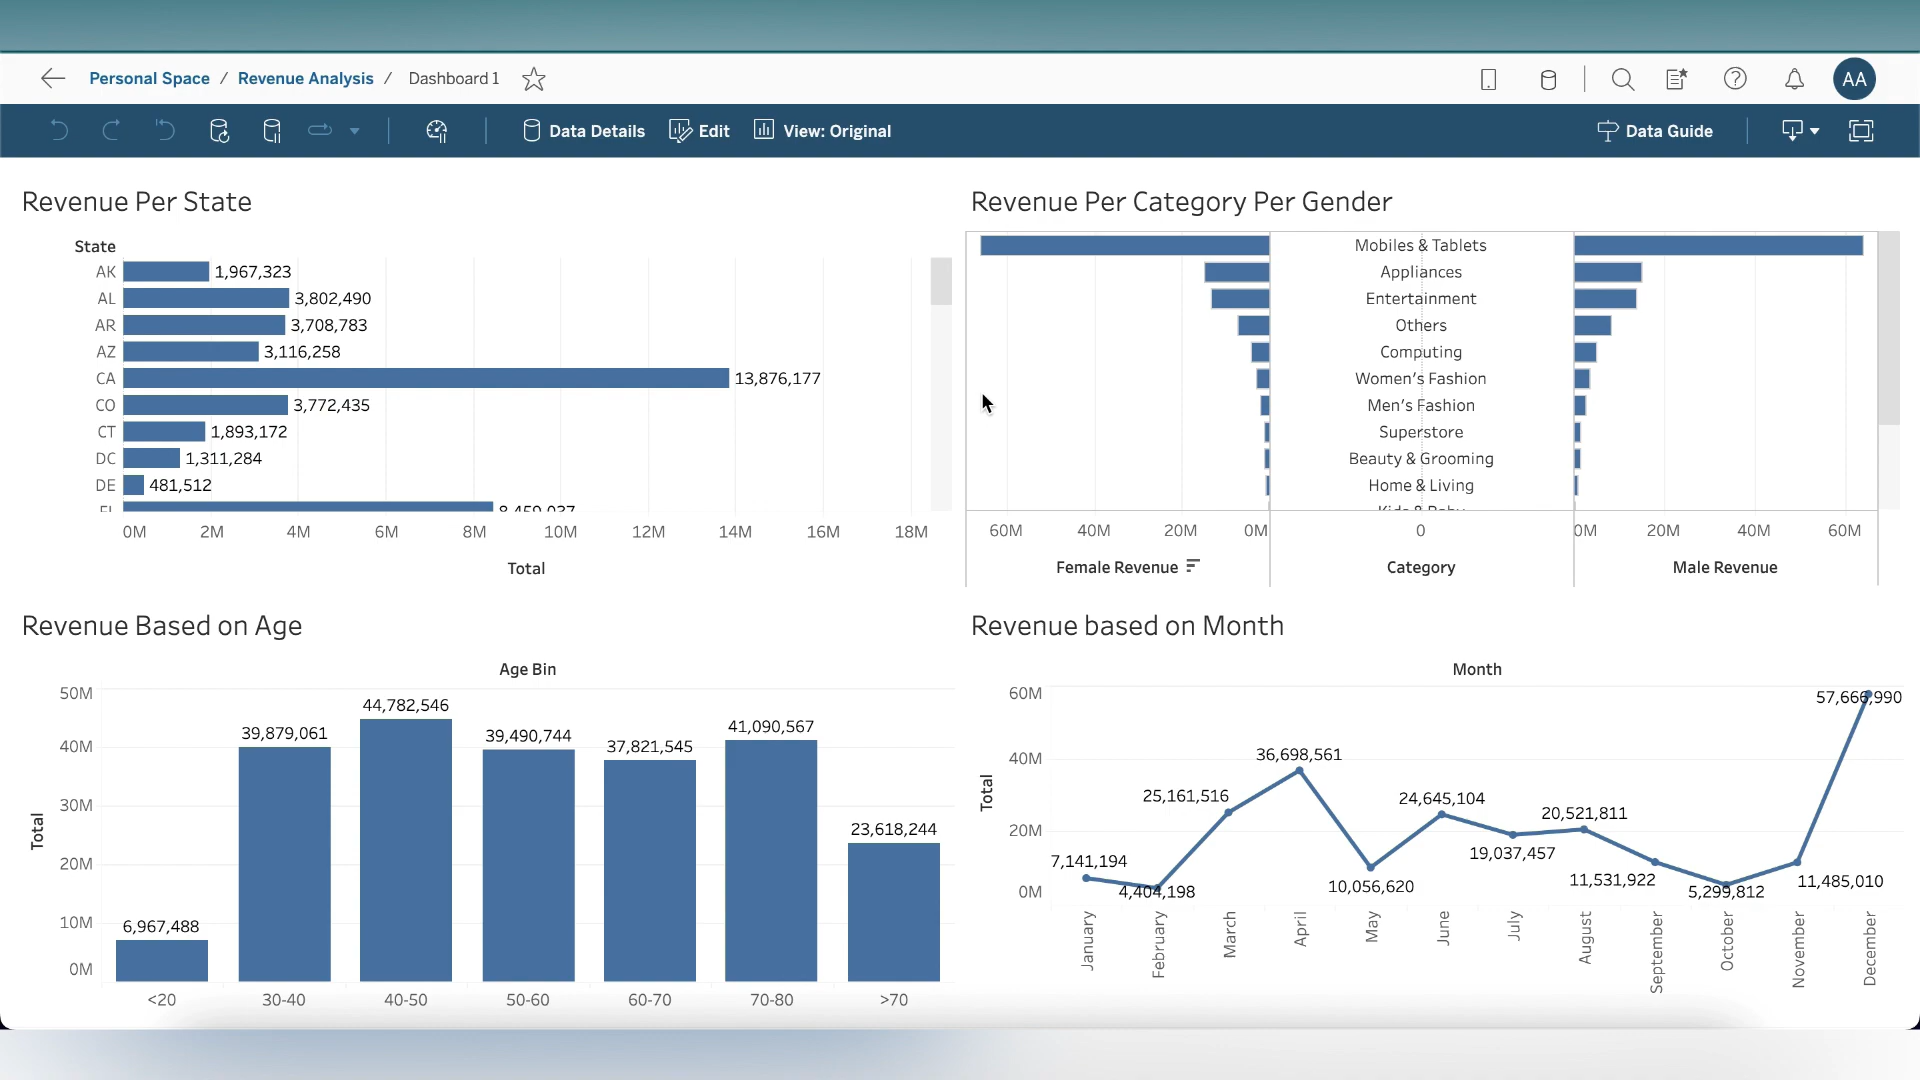 Personal Space / Revenue Analysis / Dashboard 1
AA
Data Details Edit View: Original Data Guide
Revenue Per State
State
AK 1,967,323
AL 3,802,490
AR 3,708,783
AZ 3,116,258
CA 13,876,177
CO 3,772,435
CT 1,893,172
DC 1,311,284
DE 481,512
FL 8,459,037
0M 2M 4M 6M 8M 10M 12M 14M 16M 18M
Total
Revenue Per Category Per Gender
Mobiles & Tablets
Appliances
Entertainment
Others
Computing
Women's Fashion
Men's Fashion
Superstore
Beauty & Grooming
Home & Living
Kids & Baby
60M 40M 20M 0M 0 0M 20M 40M 60M
Female Revenue Category Male Revenue
Revenue Based on Age
Age Bin
50M
40M
30M
20M
10M
0M
Total
6,967,488
39,879,061
44,782,546
39,490,744
37,821,545
41,090,567
23,618,244
<20 30-40 40-50 50-60 60-70 70-80 >70
Revenue based on Month
Month
60M
40M
20M
0M
Total
7,141,194
4,404,198
25,161,516
36,698,561
10,056,620
24,645,104
19,037,457
20,521,811
11,531,922
5,299,812
11,485,010
57,666,990
January
February
March
April
May
June
July
August
September
October
November
December